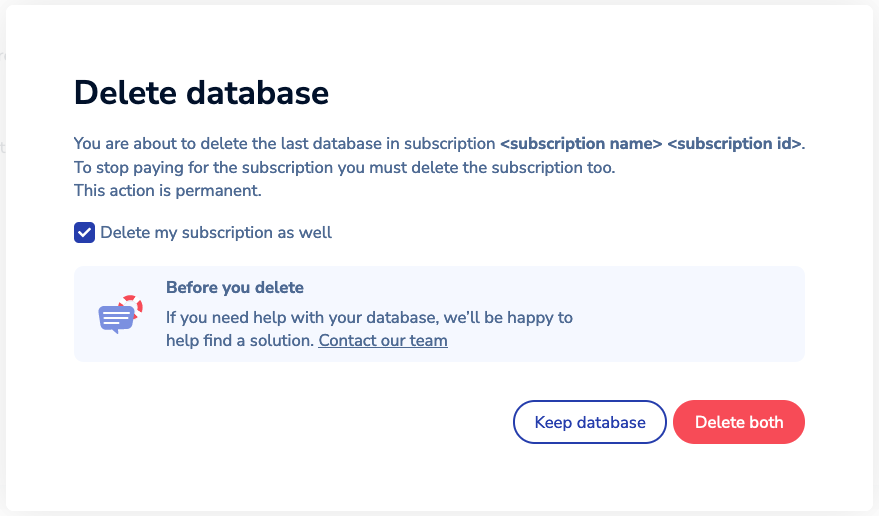 Delete database
You are about to delete the last database in subscription <subscription name> <subscription id>.
To stop paying for the subscription you must delete the subscription too.
This action is permanent.
Delete my subscription as well
Before you delete
If you need help with your database, we’ll be happy to
help find a solution. Contact our team
Keep database
Delete both